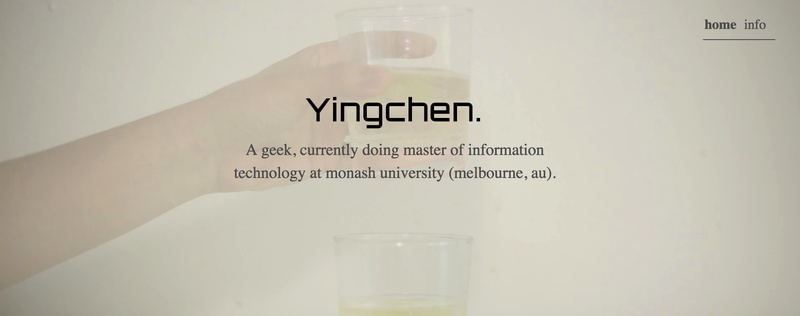 home info
Yingchen.
A geek, currently doing master of information
technology at monash university (melbourne, au).